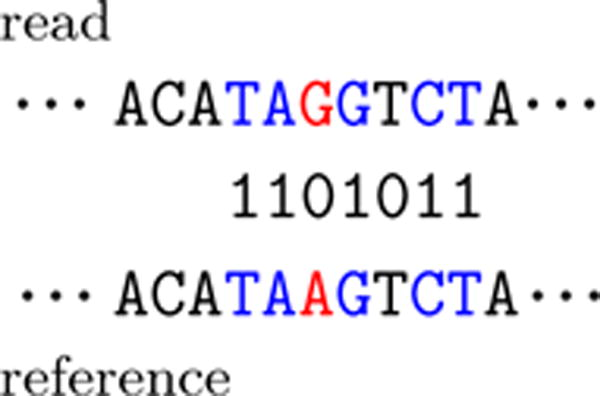 read
··· ACATAGGTCTA···
1101011
··· ACATAAGTCTA···
reference